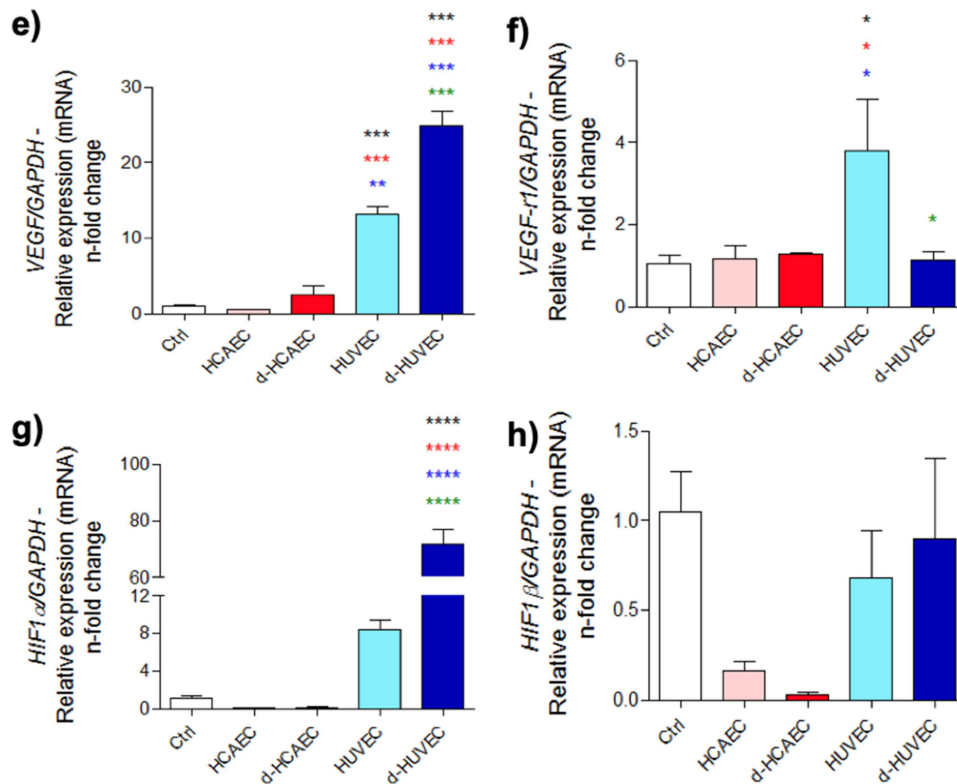 e)
VEGF/GAPDH -
Relative expression (mRNA)
n-fold change
30
20
10
0
***
***
**
***
***
***
***
Ctrl
HCAEC
d-HCAEC
HUVEC
d-HUVEC
f)
VEGF-r1/GAPDH -
Relative expression (mRNA)
n-fold change
6
4
2
0
*
*
*
*
Ctrl
HCAEC
d-HCAEC
HUVEC
d-HUVEC
g)
HIF1α/GAPDH -
Relative expression (mRNA)
n-fold change
100
80
60
12
8
4
0
****
****
****
****
Ctrl
HCAEC
d-HCAEC
HUVEC
d-HUVEC
h)
HIF1β/GAPDH -
Relative expression (mRNA)
n-fold change
1.5
1.0
0.5
0.0
Ctrl
HCAEC
d-HCAEC
HUVEC
d-HUVEC